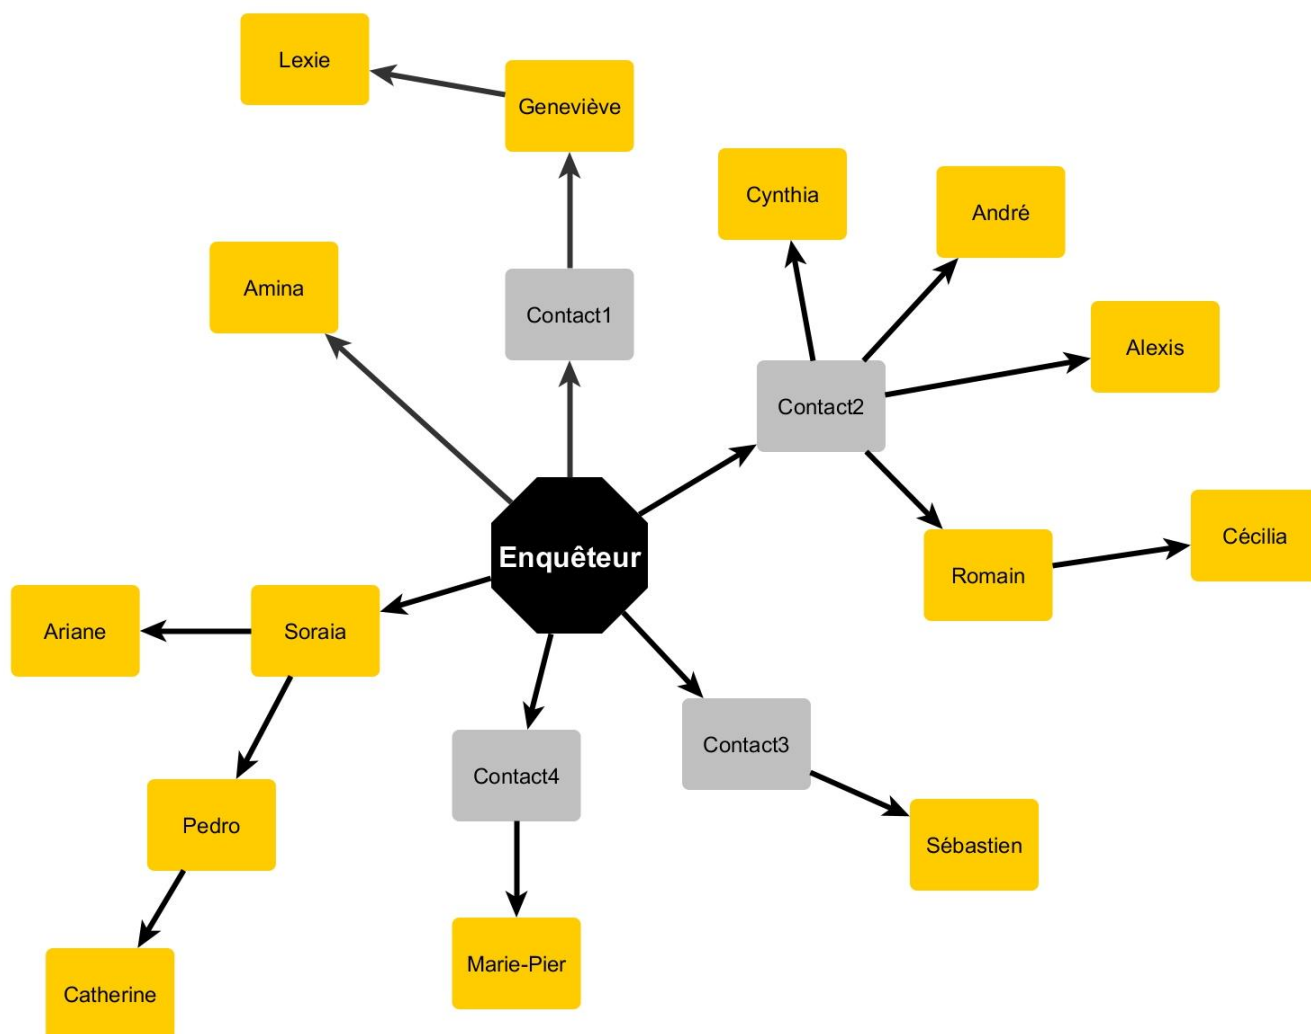 Lexie
Geneviève
Cynthia
André
Amina
Contact1
Alexis
Contact2
Enquêteur
Cécilia
Romain
Ariane
Soraia
Contact3
Contact4
Pedro
Sébastien
Marie-Pier
Catherine